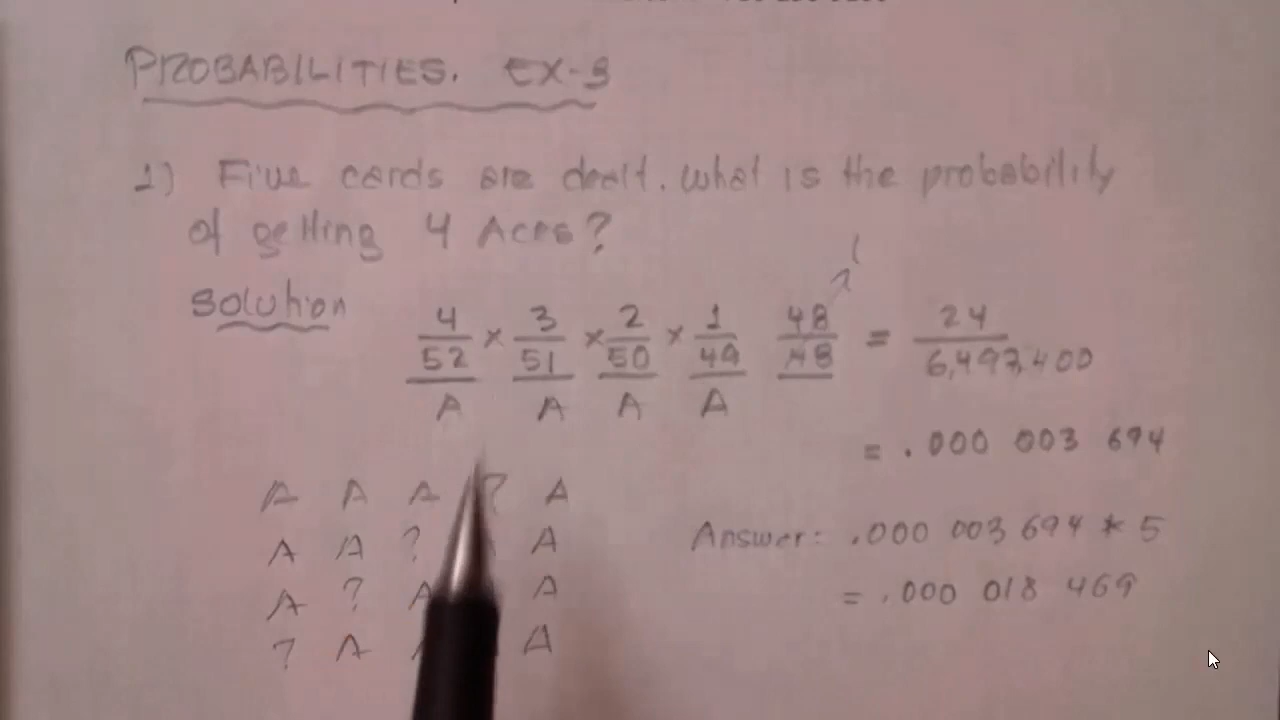 PROBABILITIES. EX-3
1) Five cards are dealt. What is the probability
of getting 4 Aces?
1
Solution
4/52 × 3/51 × 2/50 × 1/49 48/48 = 24/6,497,400
A A A A
= .000 003 694
A A A ? A
A A ? A
A ? A A
? A A
Answer: .000 003 694 * 5
= .000 018 469